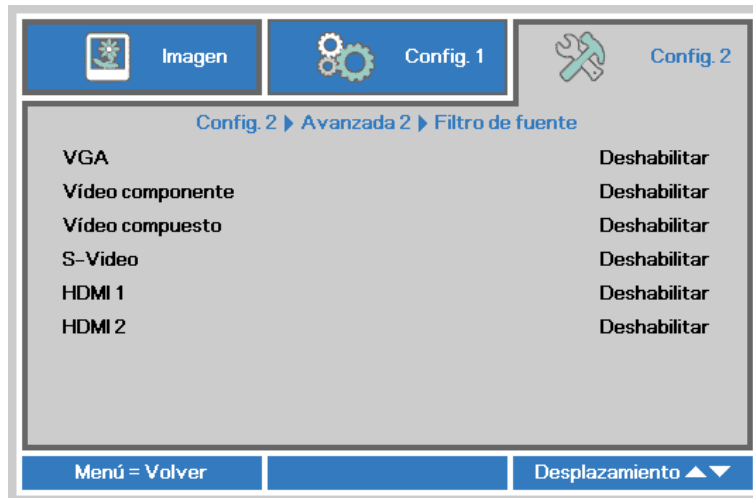 Imagen
Config. 1
Config. 2
Config. 2 ▶ Avanzada 2 ▶ Filtro de fuente
VGA Deshabilitar
Vídeo componente Deshabilitar
Vídeo compuesto Deshabilitar
S-Video Deshabilitar
HDMI 1 Deshabilitar
HDMI 2 Deshabilitar
Menú = Volver
Desplazamiento ▲▼